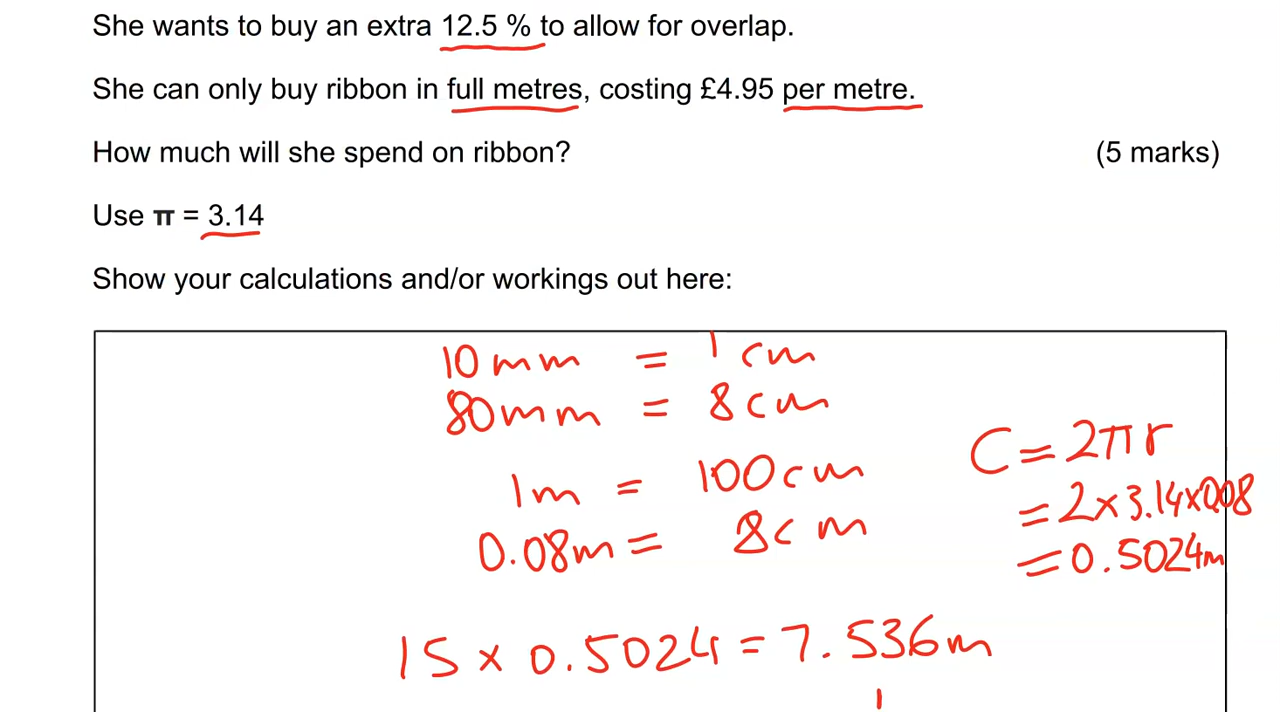 She wants to buy an extra 12.5 % to allow for overlap.
She can only buy ribbon in full metres, costing £4.95 per metre.
How much will she spend on ribbon? (5 marks)
Use π = 3.14
Show your calculations and/or workings out here:
10mm = 1cm
80mm = 8cm
1m = 100cm
0.08m = 8cm
C = 2πr
= 2 × 3.14 × 0.08
= 0.5024m
15 × 0.5024 = 7.536m